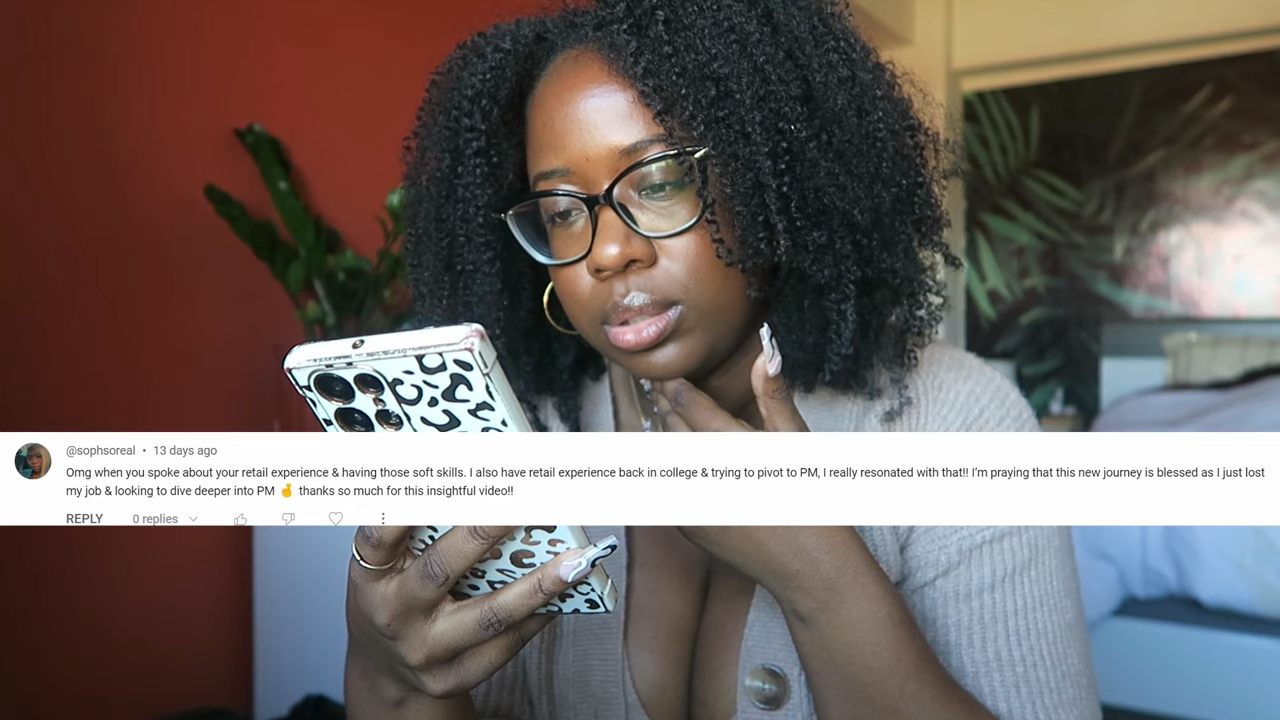 @sophsoreal • 13 days ago
Omg when you spoke about your retail experience & having those soft skills. I also have retail experience back in college & trying to pivot to PM, I really resonated with that!! I'm praying that this new journey is blessed as I just lost
my job & looking to dive deeper into PM 🤞 thanks so much for this insightful video!!
REPLY 0 replies